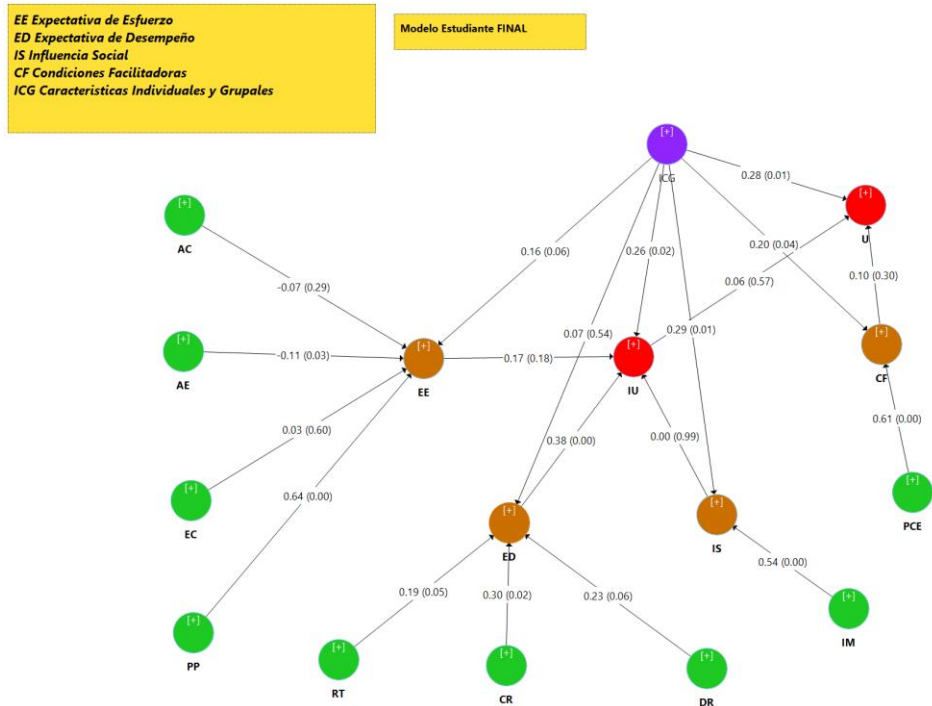 EE Expectativa de Esfuerzo
ED Expectativa de Desempeño
IS Influencia Social
CF Condiciones Facilitadoras
ICG Caracteristicas Individuales y Grupales
Modelo Estudiante FINAL
[+]
ICG
0.28 (0.01)
[+]
U
[+]
AC
0.16 (0.06)
0.26 (0.02)
0.20 (0.04)
0.06 (0.57)
0.10 (0.30)
-0.07 (0.29)
0.07 (0.54)
0.29 (0.01)
[+]
AE
-0.11 (0.03)
[+]
EE
0.17 (0.18)
[+]
IU
[+]
CF
0.03 (0.60)
0.38 (0.00)
0.00 (0.99)
0.61 (0.00)
[+]
EC
0.64 (0.00)
[+]
ED
[+]
IS
[+]
PCE
0.54 (0.00)
0.19 (0.05)
0.30 (0.02)
0.23 (0.06)
[+]
IM
[+]
PP
[+]
RT
[+]
CR
[+]
DR